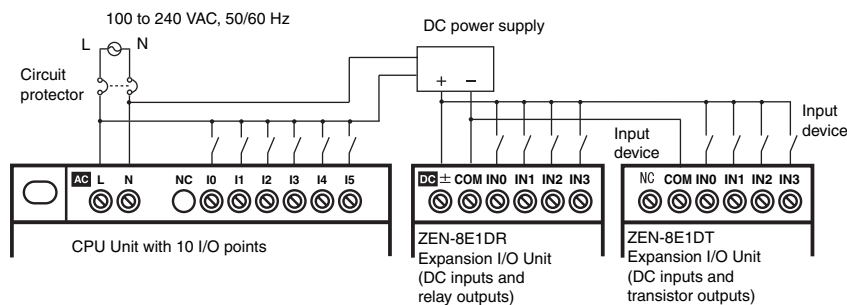 100 to 240 VAC, 50/60 Hz
L N
DC power supply
Circuit
protector
+ −
Input
device
Input
device
AC L N NC I0 I1 I2 I3 I4 I5
DC ± COM IN0 IN1 IN2 IN3
NC COM IN0 IN1 IN2 IN3
CPU Unit with 10 I/O points
ZEN-8E1DR
Expansion I/O Unit
(DC inputs and
relay outputs)
ZEN-8E1DT
Expansion I/O Unit
(DC inputs and
transistor outputs)